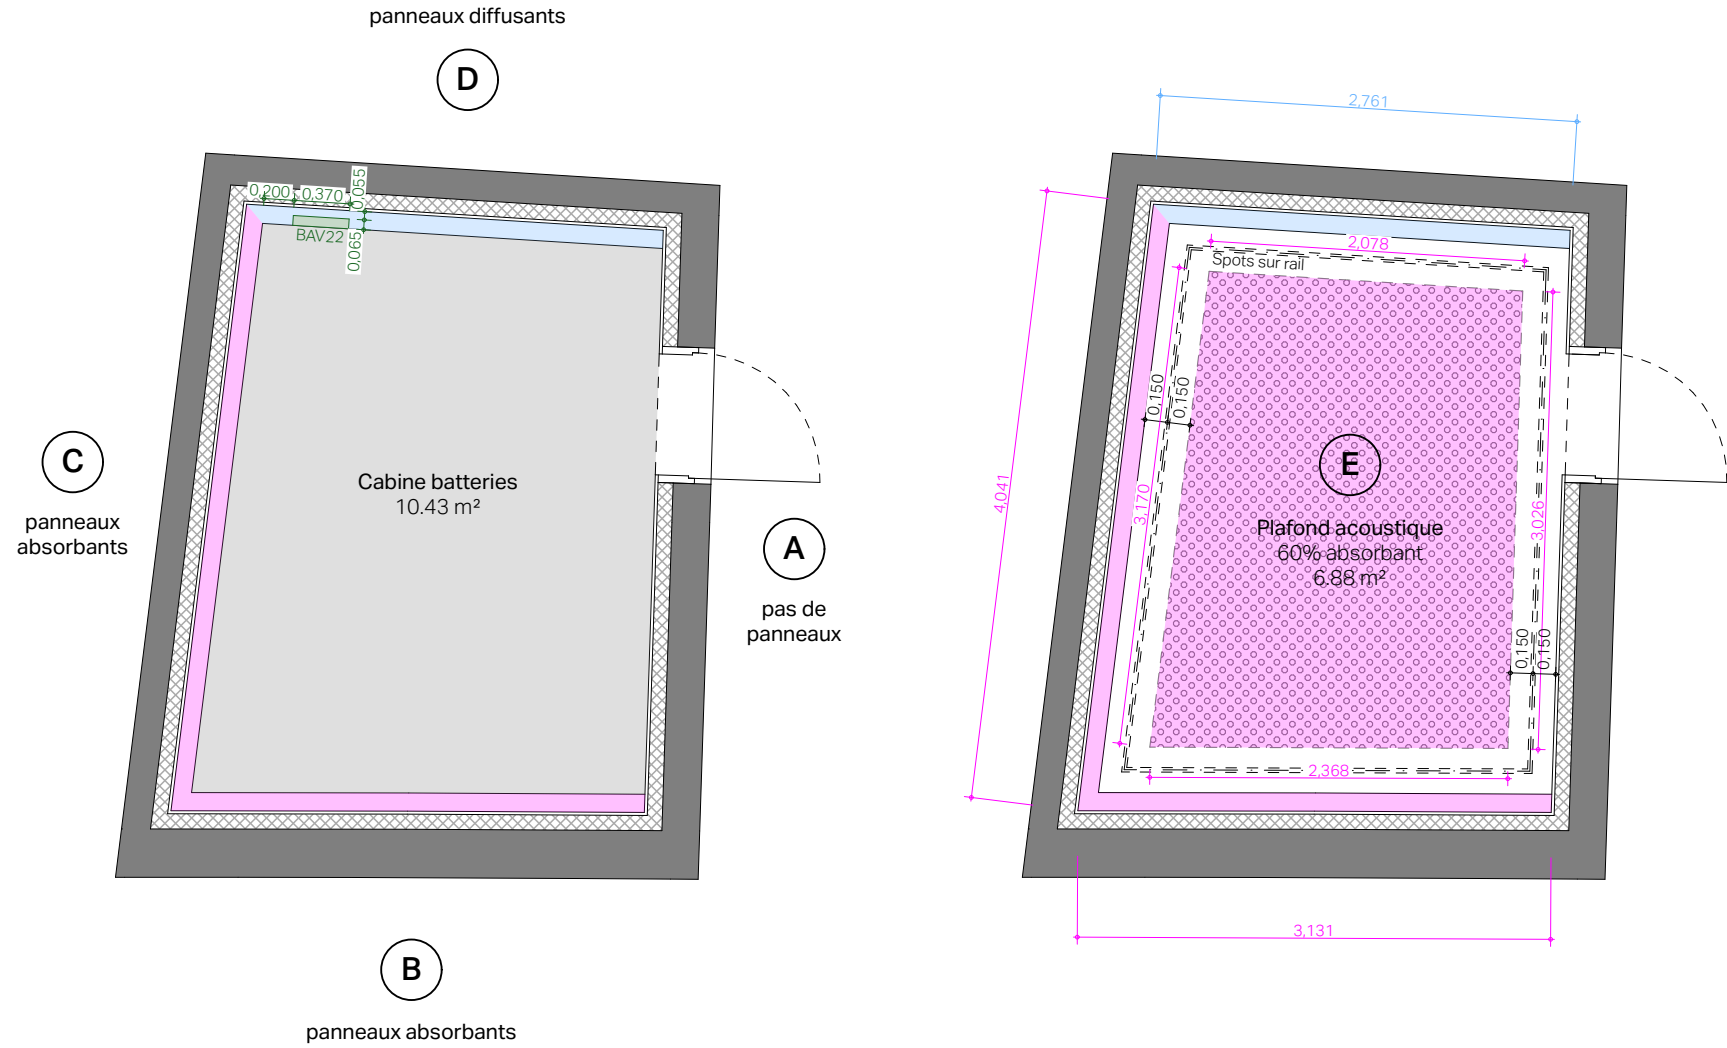 panneaux diffusants
D
2,761
0,200
0,370
0,055
BAV22
0,065
2,078
Spots sur rail
0,150
0,150
C
panneaux
absorbants
Cabine batteries
10.43 m²
A
pas de
panneaux
4,041
3,170
E
Plafond acoustique
60% absorbant
6.88 m²
3,026
0,150
0,150
2,368
3,131
B
panneaux absorbants